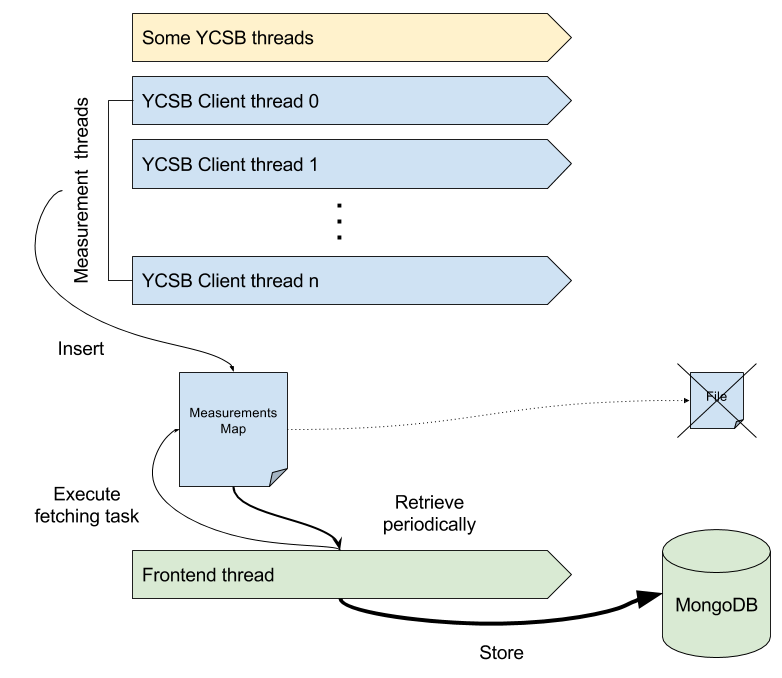 Some YCSB threads
YCSB Client thread 0
Measurement threads
YCSB Client thread 1
YCSB Client thread n
Insert
Measurements
Map
File
Execute
fetching task
Retrieve
periodically
Frontend thread
MongoDB
Store